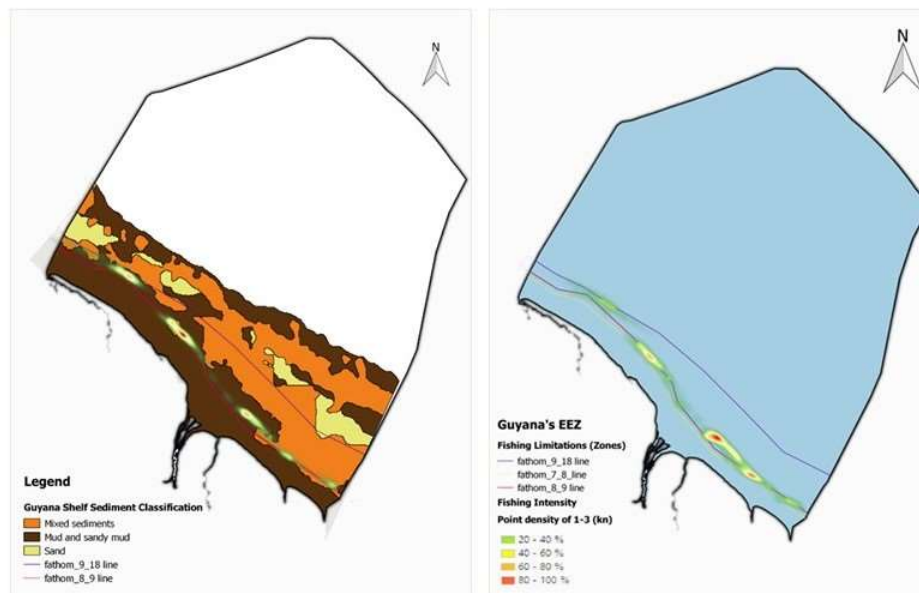 N
Legend
Guyana Shelf Sediment Classification
Mixed sediments
Mud and sandy mud
Sand
fathom_9_18 line
fathom_8_9 line
N
Guyana's EEZ
Fishing Limitations (Zones)
fathom_9_18 line
fathom_7_8_line
fathom_8_9 line
Fishing Intensity
Point density of 1-3 (kn)
20 - 40 %
40 - 60 %
60 - 80 %
80 - 100 %